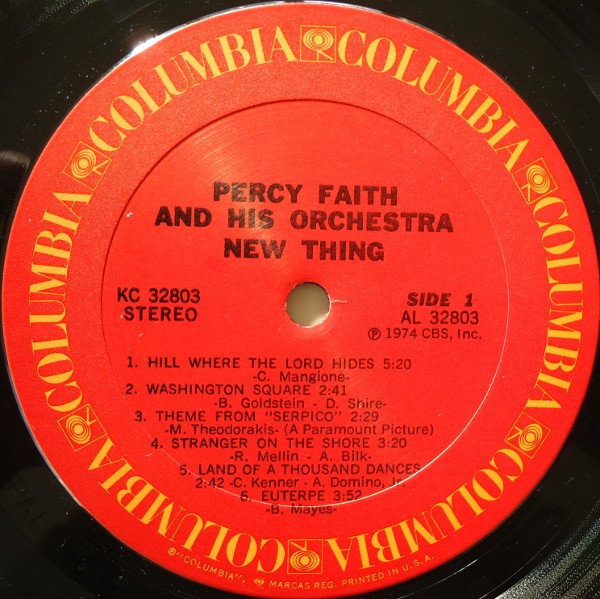 COLUMBIA COLUMBIA COLUMBIA COLUMBIA COLUMBIA COLUMBIA
PERCY FAITH
AND HIS ORCHESTRA
NEW THING
KC 32803
STEREO
SIDE 1
AL 32803
℗ 1974 CBS, Inc.
1. HILL WHERE THE LORD HIDES 5:20
-C. Mangione-
2. WASHINGTON SQUARE 2:41
-B. Goldstein - D. Shire-
3. THEME FROM "SERPICO" 2:29
-M. Theodorakis- (A Paramount Picture)
4. STRANGER ON THE SHORE 3:20
-R. Mellin - A. Bilk-
5. LAND OF A THOUSAND DANCES
2:42 -C. Kenner - A. Domino, Jr.
6. EUTERPE 3:52
-B. Mayes-
®"COLUMBIA", MARCAS REG. PRINTED IN U.S.A.